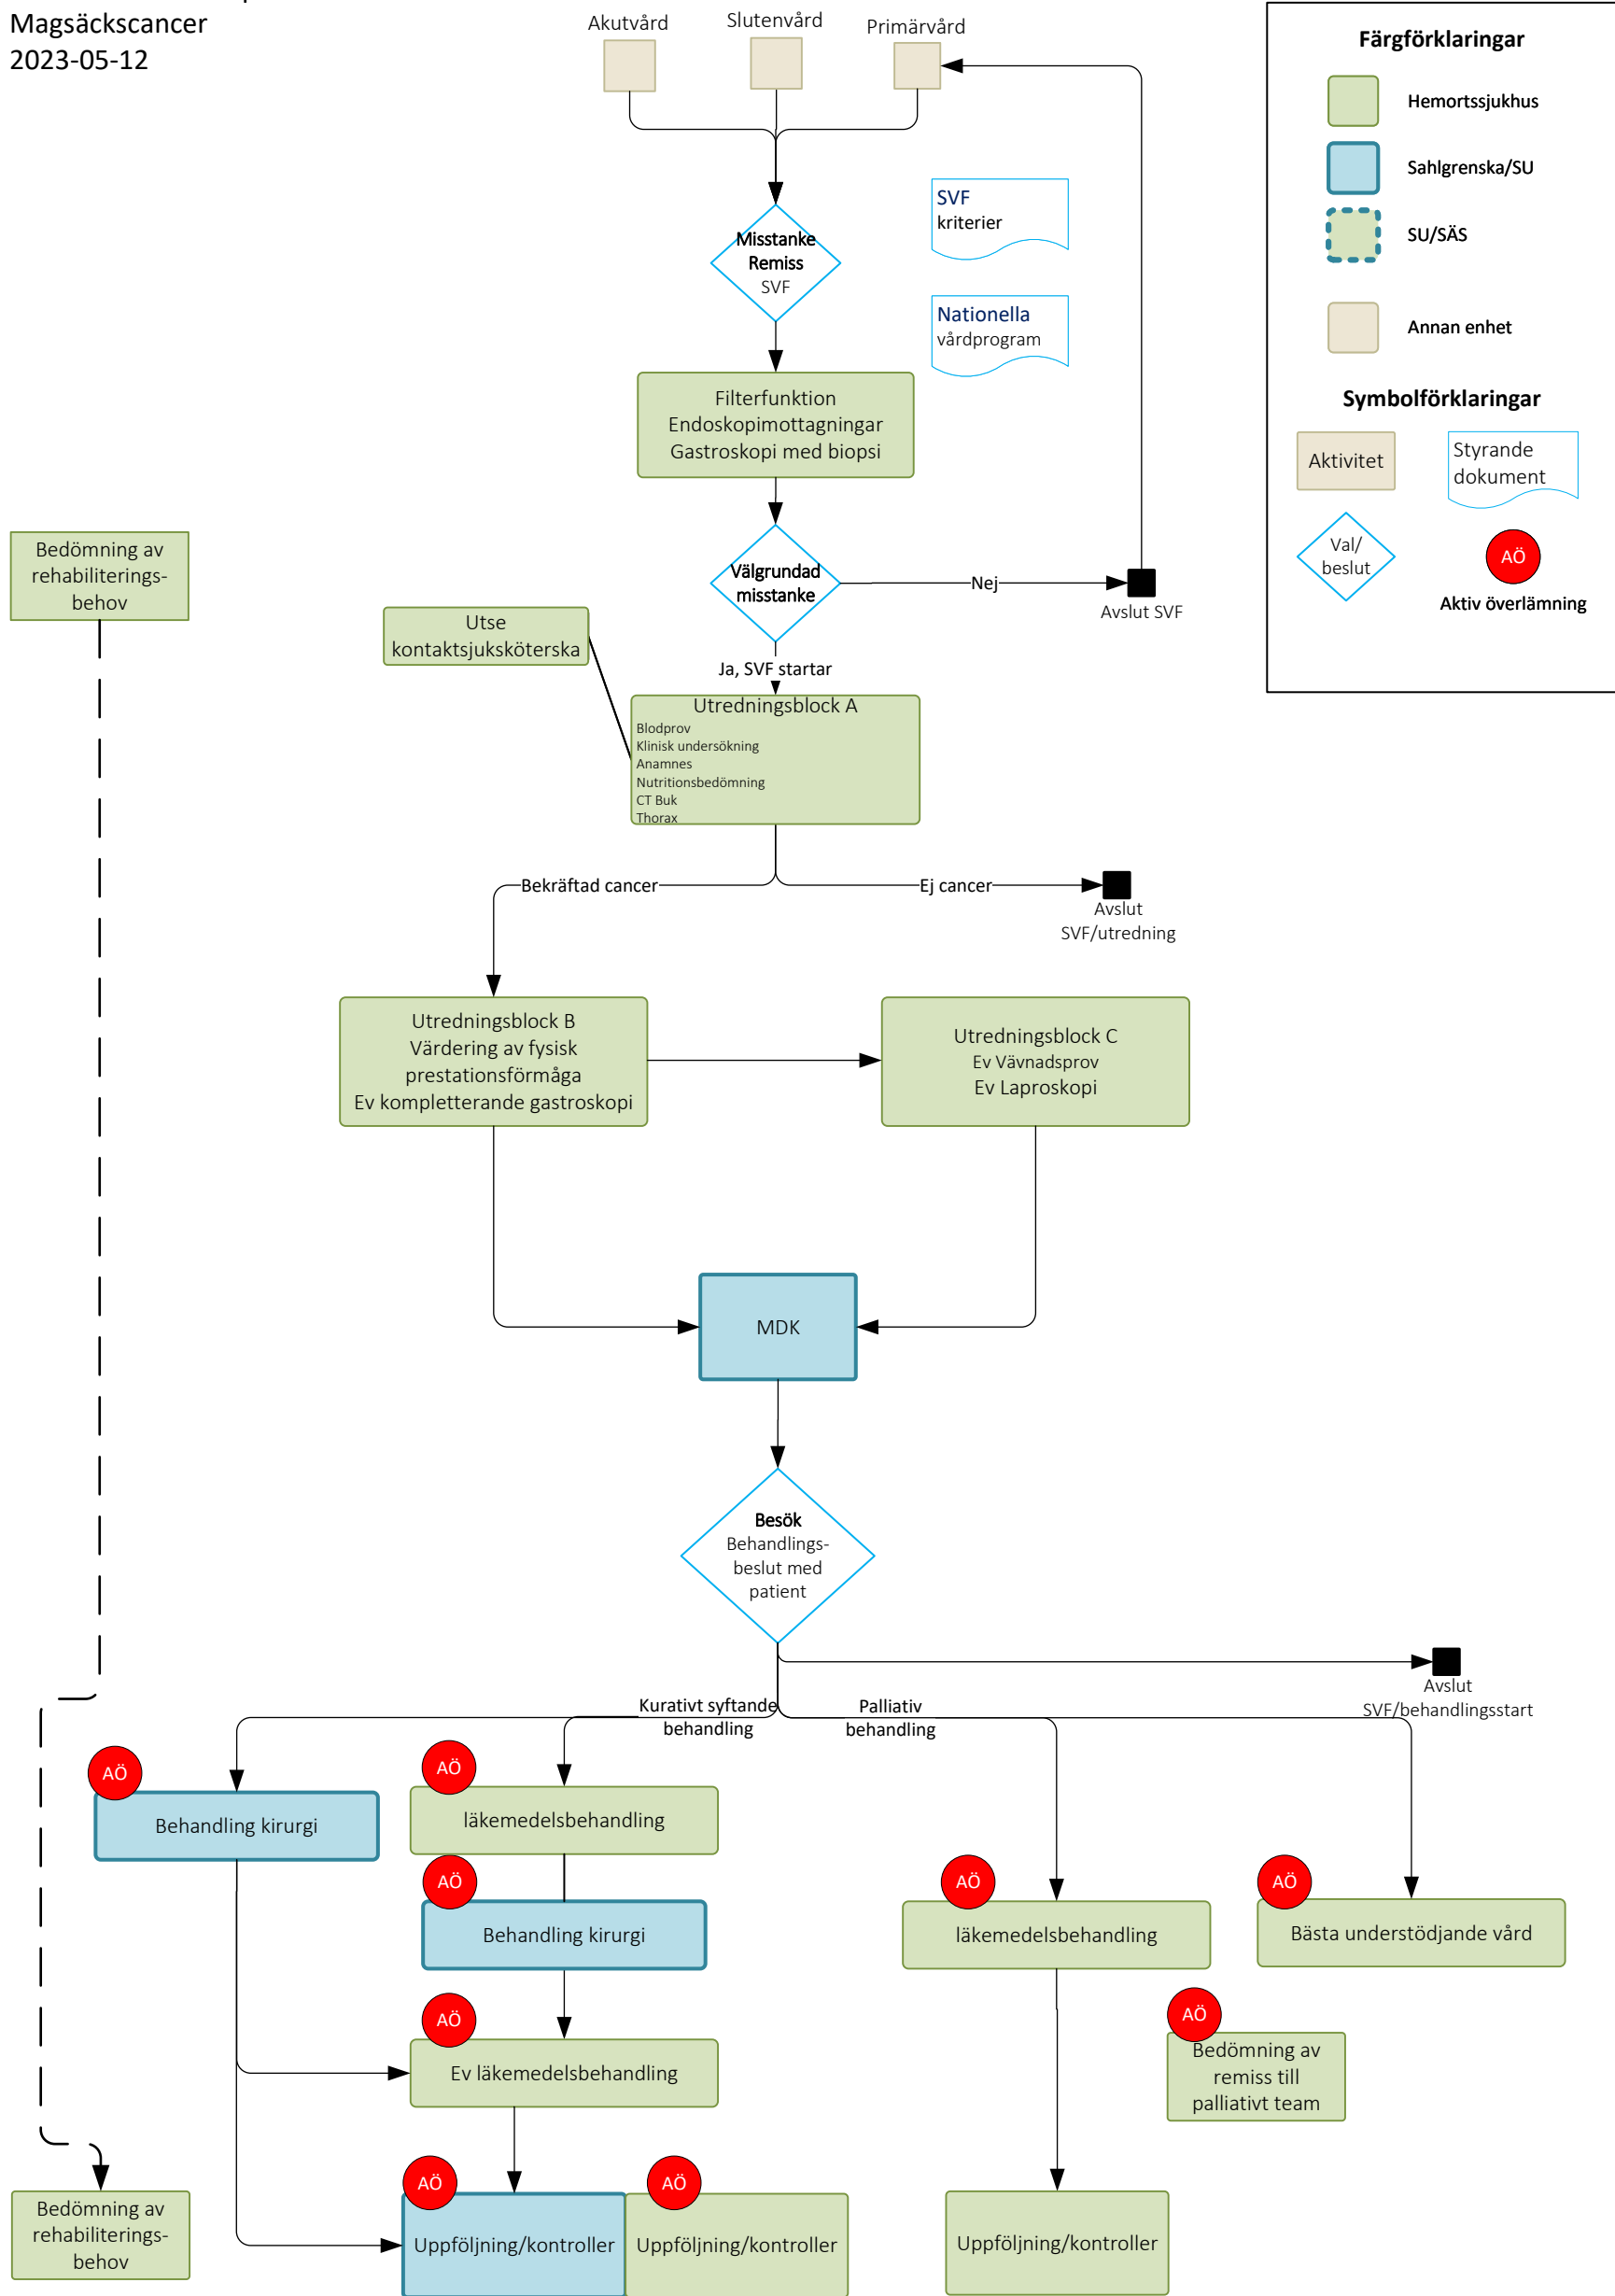 Magsäckscancer
2023-05-12
Akutvård
Slutenvård
Primärvård
Misstanke
Remiss
SVF
SVF
kriterier
Nationella
vårdprogram
Filterfunktion
Endoskopimottagningar
Gastroskopi med biopsi
Välgrundad
misstanke
Nej
Avslut SVF
Ja, SVF startar
Bedömning av
rehabiliterings-
behov
Utse
kontaktsjuksköterska
Utredningsblock A
Blodprov
Klinisk undersökning
Anamnes
Nutritionsbedömning
CT Buk
Thorax
Bekräftad cancer
Ej cancer
Avslut
SVF/utredning
Utredningsblock B
Värdering av fysisk
prestationsförmåga
Ev kompletterande gastroskopi
Utredningsblock C
Ev Vävnadsprov
Ev Laproskopi
MDK
Besök
Behandlings-
beslut med
patient
Avslut
SVF/behandlingsstart
Kurativt syftande
behandling
Palliativ
behandling
AÖ
Behandling kirurgi
AÖ
läkemedelsbehandling
AÖ
Behandling kirurgi
AÖ
Ev läkemedelsbehandling
AÖ
läkemedelsbehandling
AÖ
Bästa understödjande vård
AÖ
Bedömning av
remiss till
palliativt team
Bedömning av
rehabiliterings-
behov
AÖ
Uppföljning/kontroller
AÖ
Uppföljning/kontroller
Uppföljning/kontroller
Färgförklaringar
Hemortssjukhus
Sahlgrenska/SU
SU/SÄS
Annan enhet
Symbolförklaringar
Aktivitet
Styrande
dokument
Val/
beslut
AÖ
Aktiv överlämning